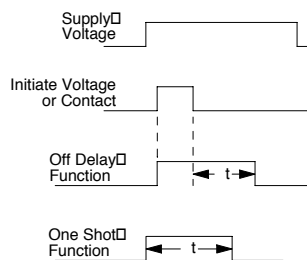 Supply□
Voltage
Initiate Voltage
or Contact
Off Delay□
Function
t
One Shot□
Function
t